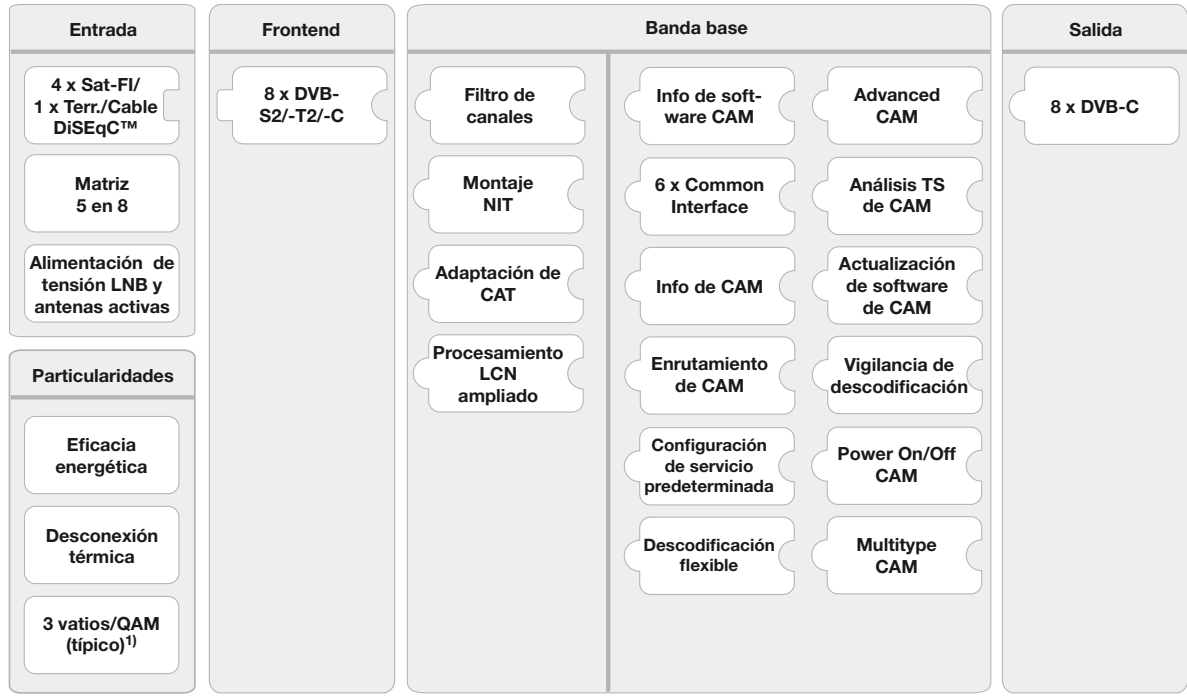 Entrada
4 x Sat-FI/
1 x Terr./Cable
DiSEqC™
Matriz
5 en 8
Alimentación de
tensión LNB y
antenas activas
Particularidades
Eficacia
energética
Desconexión
térmica
3 vatios/QAM
(típico)1)
Frontend
8 x DVB-
S2/-T2/-C
Banda base
Filtro de
canales
Montaje
NIT
Adaptación de
CAT
Procesamiento
LCN
ampliado
Info de soft-
ware CAM
6 x Common
Interface
Info de CAM
Enrutamiento
de CAM
Configuración
de servicio
predeterminada
Descodificación
flexible
Advanced
CAM
Análisis TS
de CAM
Actualización
de software
de CAM
Vigilancia de
descodificación
Power On/Off
CAM
Multitype
CAM
Salida
8 x DVB-C